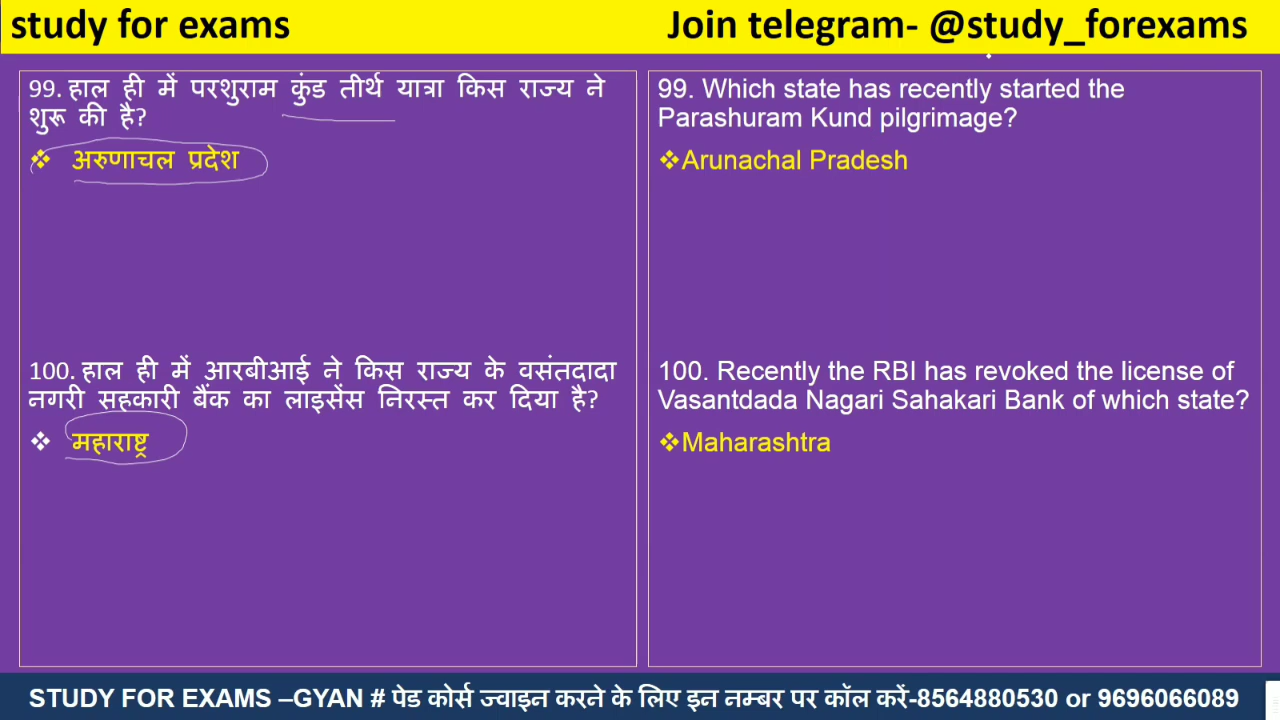 study for exams
Join telegram- @study_forexams
99. हाल ही में परशुराम कुंड तीर्थ यात्रा किस राज्य ने
शुरू की है?
❖ अरुणाचल प्रदेश
100. हाल ही में आरबीआई ने किस राज्य के वसंतदादा
नगरी सहकारी बैंक का लाइसेंस निरस्त कर दिया है?
❖ महाराष्ट्र
99. Which state has recently started the
Parashuram Kund pilgrimage?
❖Arunachal Pradesh
100. Recently the RBI has revoked the license of
Vasantdada Nagari Sahakari Bank of which state?
❖Maharashtra
STUDY FOR EXAMS –GYAN # पेड कोर्स ज्वाइन करने के लिए इन नम्बर पर कॉल करें-8564880530 or 9696066089